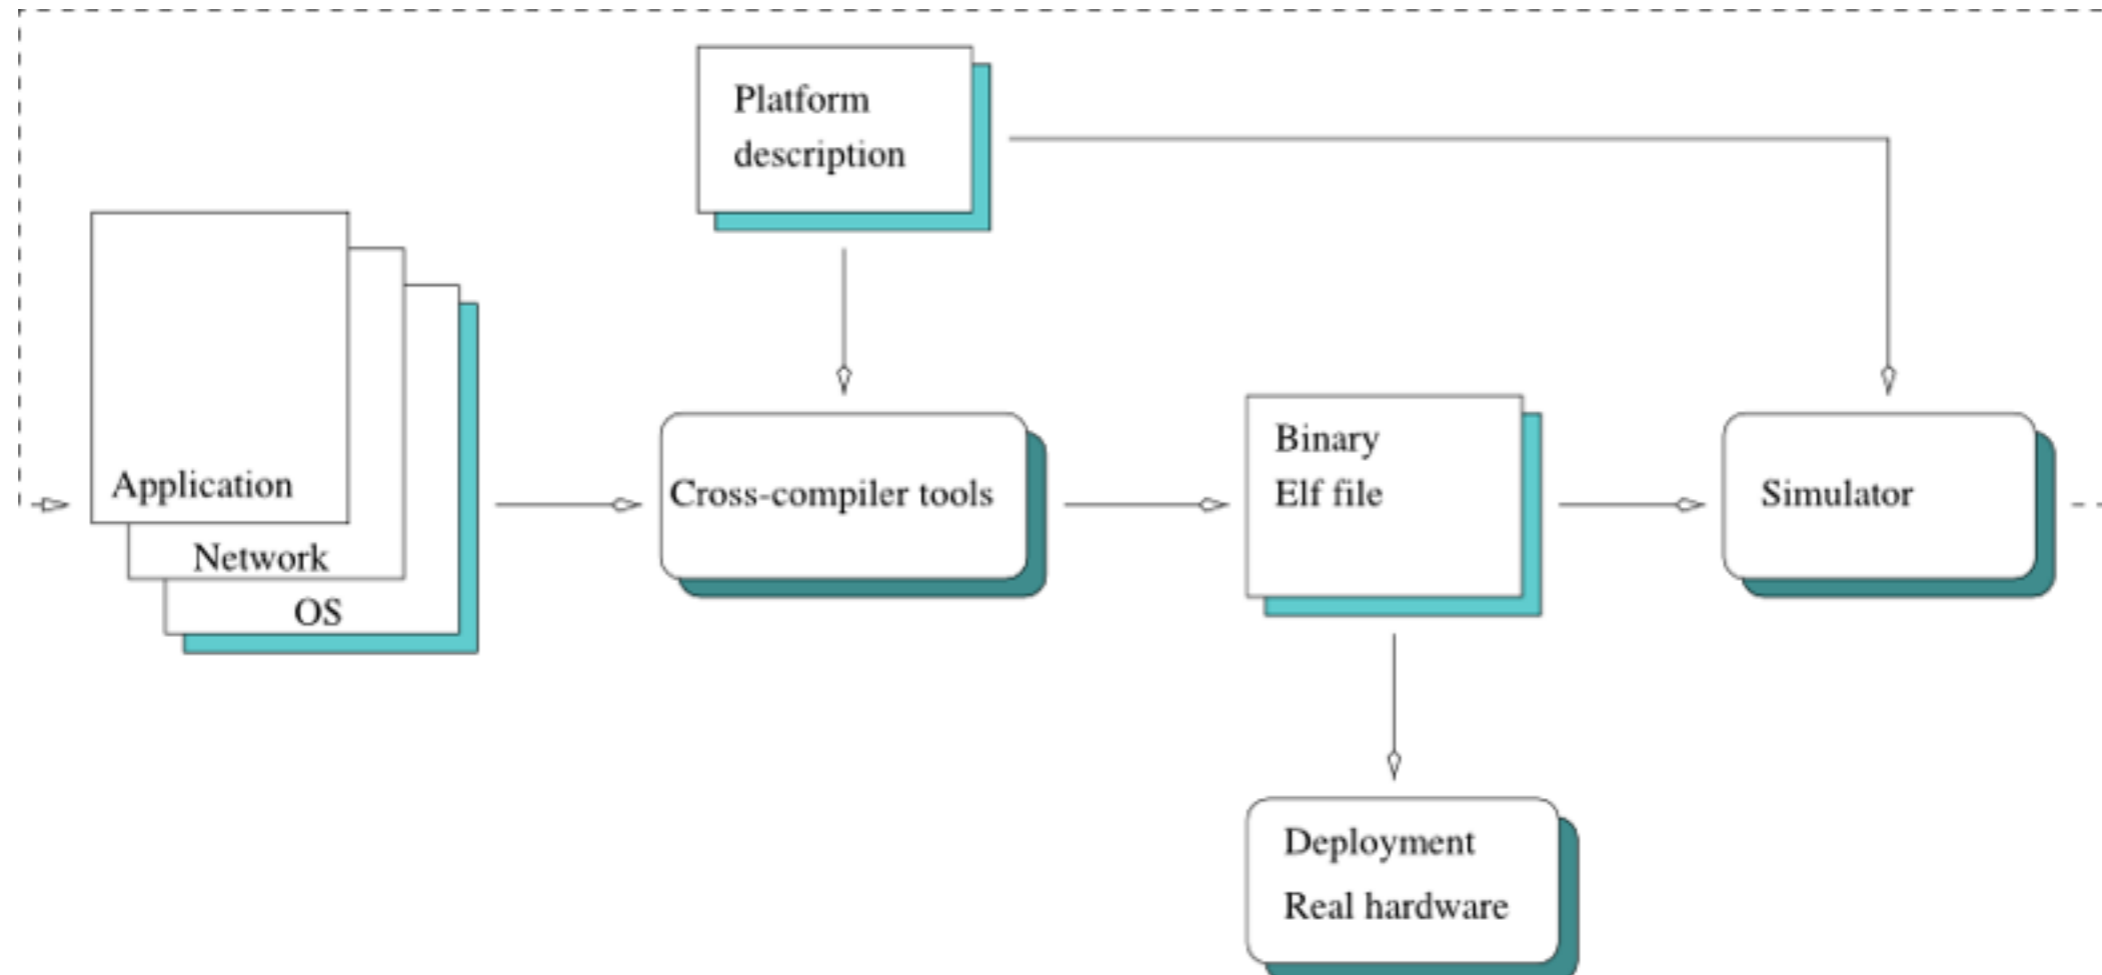 Platform
description
Application
Network
OS
Cross-compiler tools
Binary
Elf file
Simulator
Deployment
Real hardware